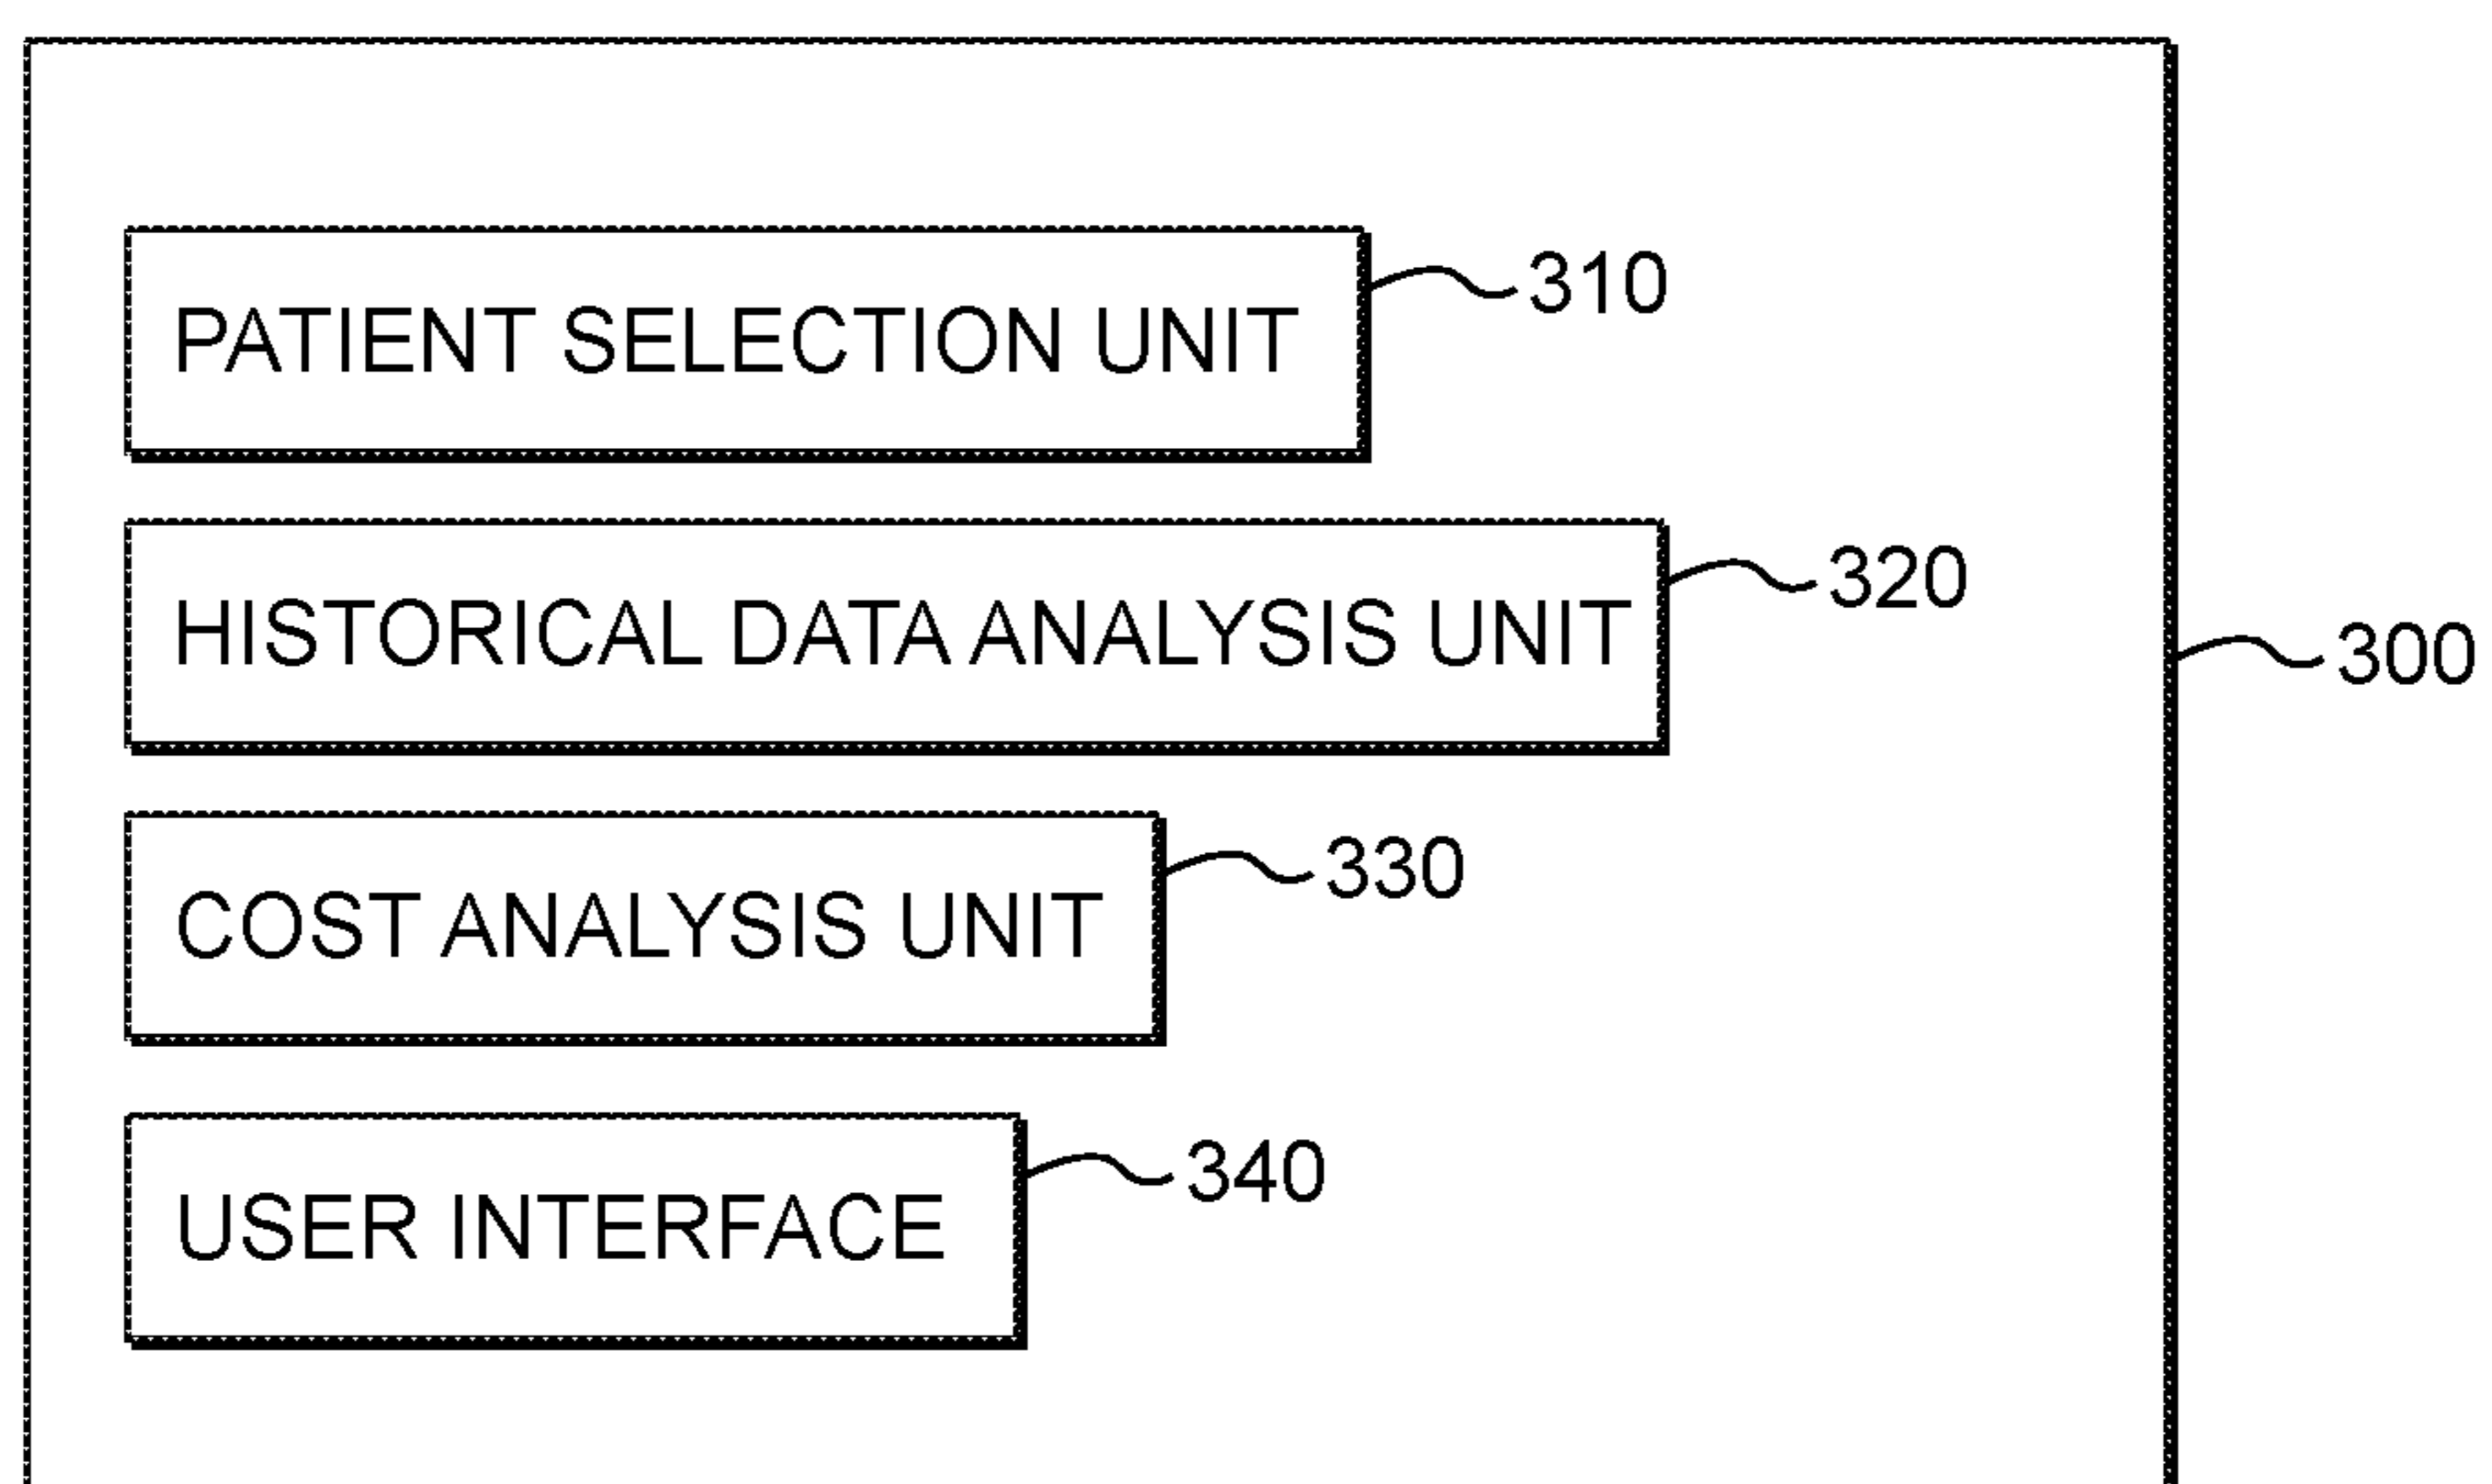 PATIENT SELECTION UNIT
310
HISTORICAL DATA ANALYSIS UNIT
320
300
COST ANALYSIS UNIT
330
USER INTERFACE
340